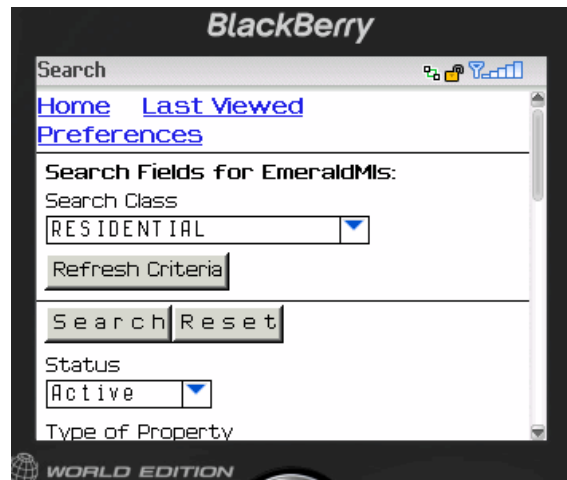 BlackBerry
Search
Home Last Viewed
Preferences
Search Fields for EmeraldMls:
Search Class
RESIDENTIAL
Refresh Criteria
Search Reset
Status
Active
Type of Property
WORLD EDITION